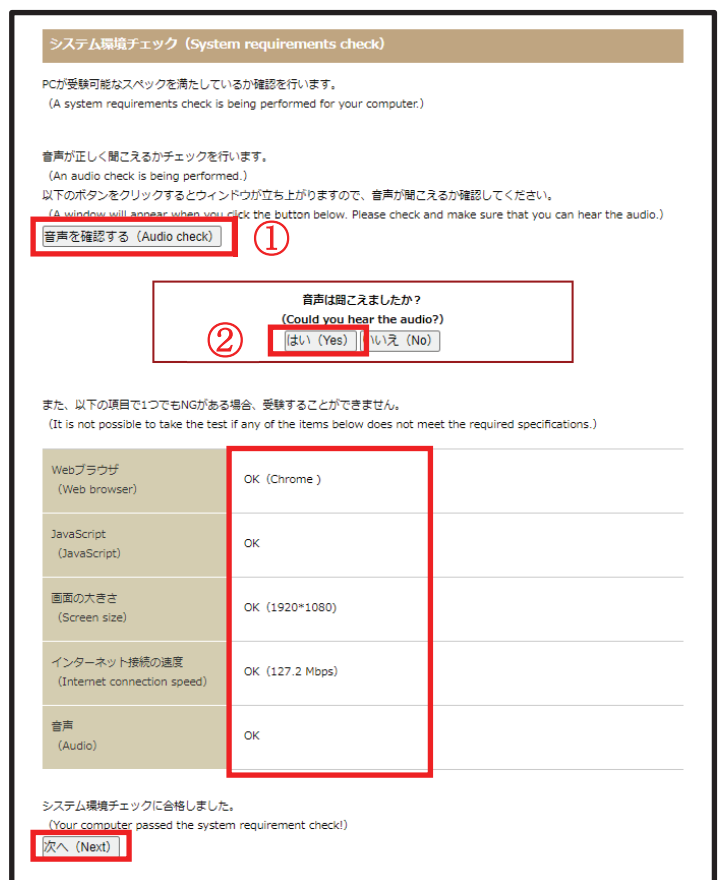 システム環境チェック（System requirements check）
PCが受験可能なスペックを満たしているか確認を行います。
（A system requirements check is being performed for your computer.）
音声が正しく聞こえるかチェックを行います。
（An audio check is being performed.）
以下のボタンをクリックするとウィンドウが立ち上がりますので、音声が聞こえるか確認してください。
（A window will appear when you click the button below. Please check and make sure that you can hear the audio.）
音声を確認する（Audio check）
①
音声は聞こえましたか？
（Could you hear the audio?）
②
はい（Yes） いいえ（No）
また、以下の項目で1つでもNGがある場合、受験することができません。
（It is not possible to take the test if any of the items below does not meet the required specifications.）
Webブラウザ
（Web browser）
OK（Chrome ）
JavaScript
（JavaScript）
OK
画面の大きさ
（Screen size）
OK（1920*1080）
インターネット接続の速度
（Internet connection speed）
OK（127.2 Mbps）
音声
（Audio）
OK
システム環境チェックに合格しました。
（Your computer passed the system requirement check!）
次へ（Next）